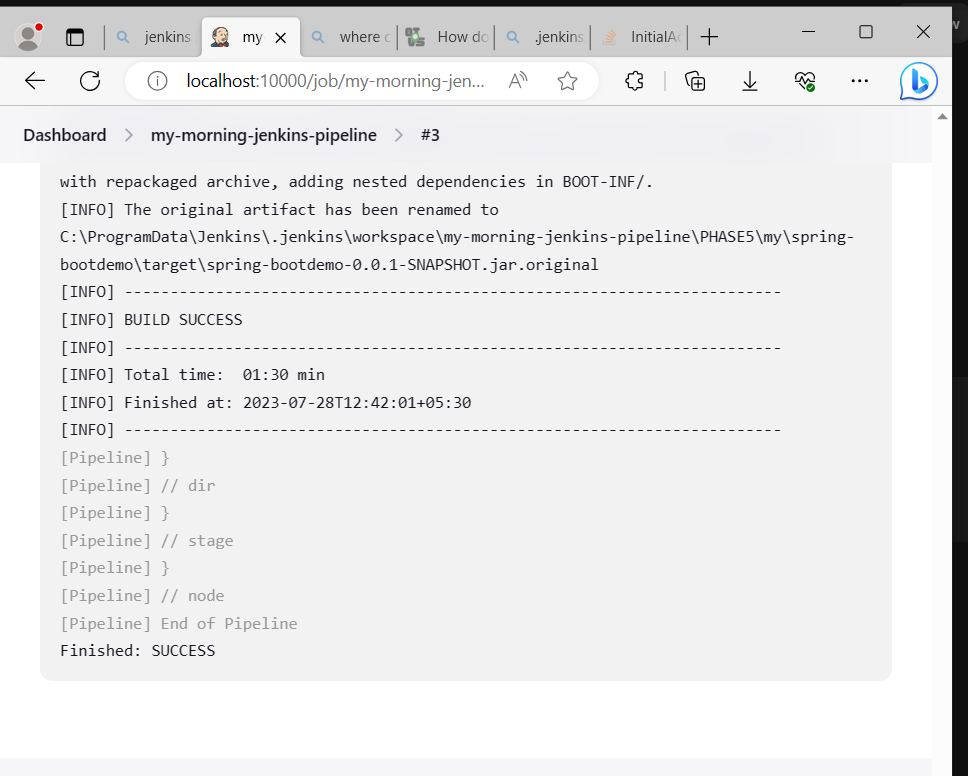 jenkins
my
where c
How do
.jenkins
InitialAc
localhost:10000/job/my-morning-jen...
Dashboard > my-morning-jenkins-pipeline > #3
with repackaged archive, adding nested dependencies in BOOT-INF/.
[INFO] The original artifact has been renamed to
C:\ProgramData\Jenkins\.jenkins\workspace\my-morning-jenkins-pipeline\PHASE5\my\spring-
bootdemo\target\spring-bootdemo-0.0.1-SNAPSHOT.jar.original
[INFO] ------------------------------------------------------------------------
[INFO] BUILD SUCCESS
[INFO] ------------------------------------------------------------------------
[INFO] Total time:  01:30 min
[INFO] Finished at: 2023-07-28T12:42:01+05:30
[INFO] ------------------------------------------------------------------------
[Pipeline] }
[Pipeline] // dir
[Pipeline] }
[Pipeline] // stage
[Pipeline] }
[Pipeline] // node
[Pipeline] End of Pipeline
Finished: SUCCESS